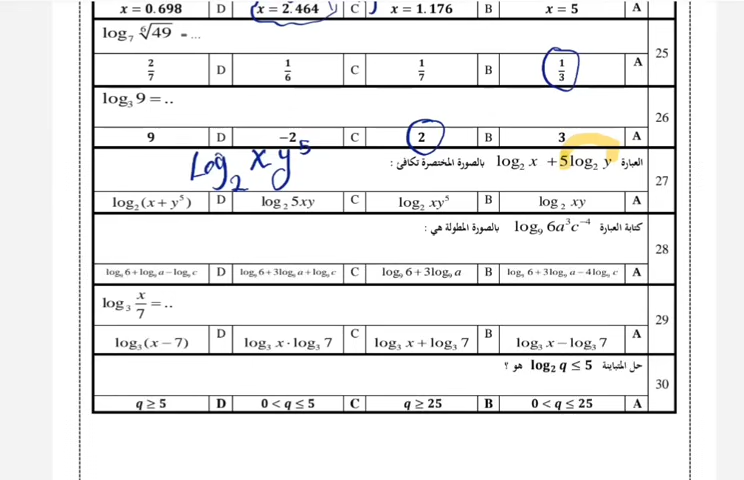 A x = 5 B x = 1.176 C x = 2.464 D x = 0.698
25 log₇ ⁶√49 = ...
A 1/3 B 1/7 C 1/6 D 2/7
26 log₃ 9 = ..
A 3 B 2 C −2 D 9
27 العبارة log₂ x + 5log₂ y بالصورة المختصرة تكافئ :
Log₂ x y⁵
A log₂ xy B log₂ xy⁵ C log₂ 5xy D log₂(x + y⁵)
28 كتابة العبارة log₉ 6a³c⁻⁴ بالصورة المطولة هي :
A log₉ 6 + 3log₉ a − 4log₉ c B log₉ 6 + 3log₉ a C log₉ 6 + 3log₉ a + log₉ c D log₉ 6 + log₉ a − log₉ c
29 log₃ x/7 = ..
A log₃ x − log₃ 7 B log₃ x + log₃ 7 C log₃ x · log₃ 7 D log₃(x − 7)
30 حل المتباينة log₂ q ≤ 5 هو ؟
A 0 < q ≤ 25 B q ≥ 25 C 0 < q ≤ 5 D q ≥ 5